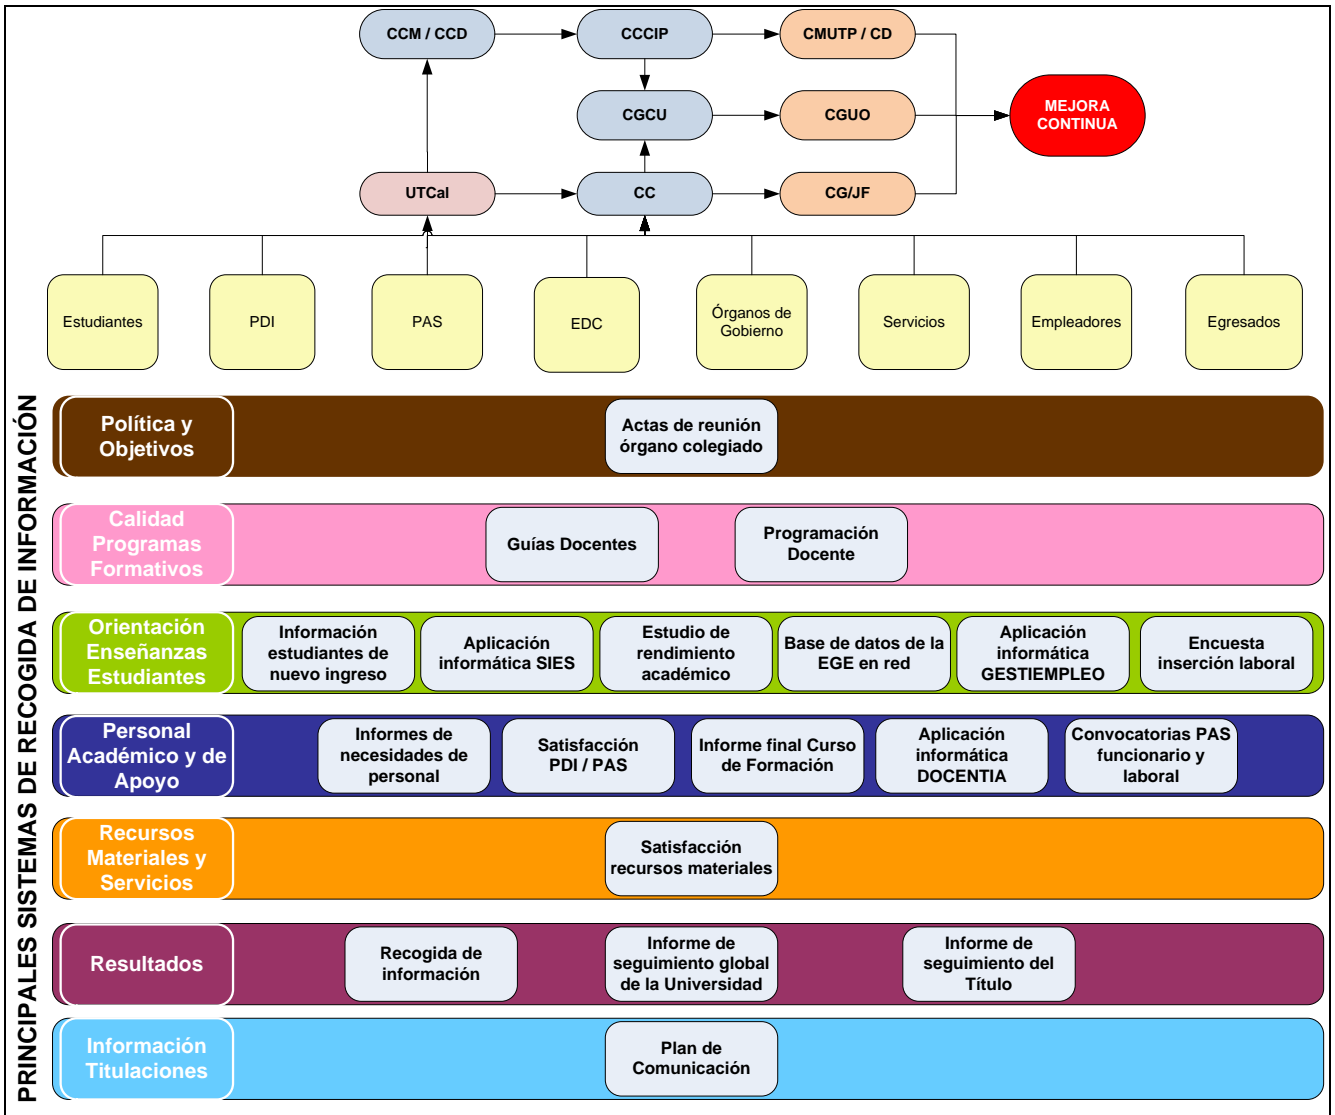 CCM / CCD
CCCIP
CMUTP / CD
CGCU
CGUO
MEJORA
CONTINUA
UTCal
CC
CG/JF
Estudiantes
PDI
PAS
EDC
Órganos de
Gobierno
Servicios
Empleadores
Egresados
PRINCIPALES SISTEMAS DE RECOGIDA DE INFORMACIÓN
Política y
Objetivos
Actas de reunión
órgano colegiado
Calidad
Programas
Formativos
Guías Docentes
Programación
Docente
Orientación
Enseñanzas
Estudiantes
Información
estudiantes de
nuevo ingreso
Aplicación
informática SIES
Estudio de
rendimiento
académico
Base de datos de la
EGE en red
Aplicación
informática
GESTIEMPLEO
Encuesta
inserción laboral
Personal
Académico y de
Apoyo
Informes de
necesidades de
personal
Satisfacción
PDI / PAS
Informe final Curso
de Formación
Aplicación
informática
DOCENTIA
Convocatorias PAS
funcionario y
laboral
Recursos
Materiales y
Servicios
Satisfacción
recursos materiales
Resultados
Recogida de
información
Informe de
seguimiento global
de la Universidad
Informe de
seguimiento del
Título
Información
Titulaciones
Plan de
Comunicación